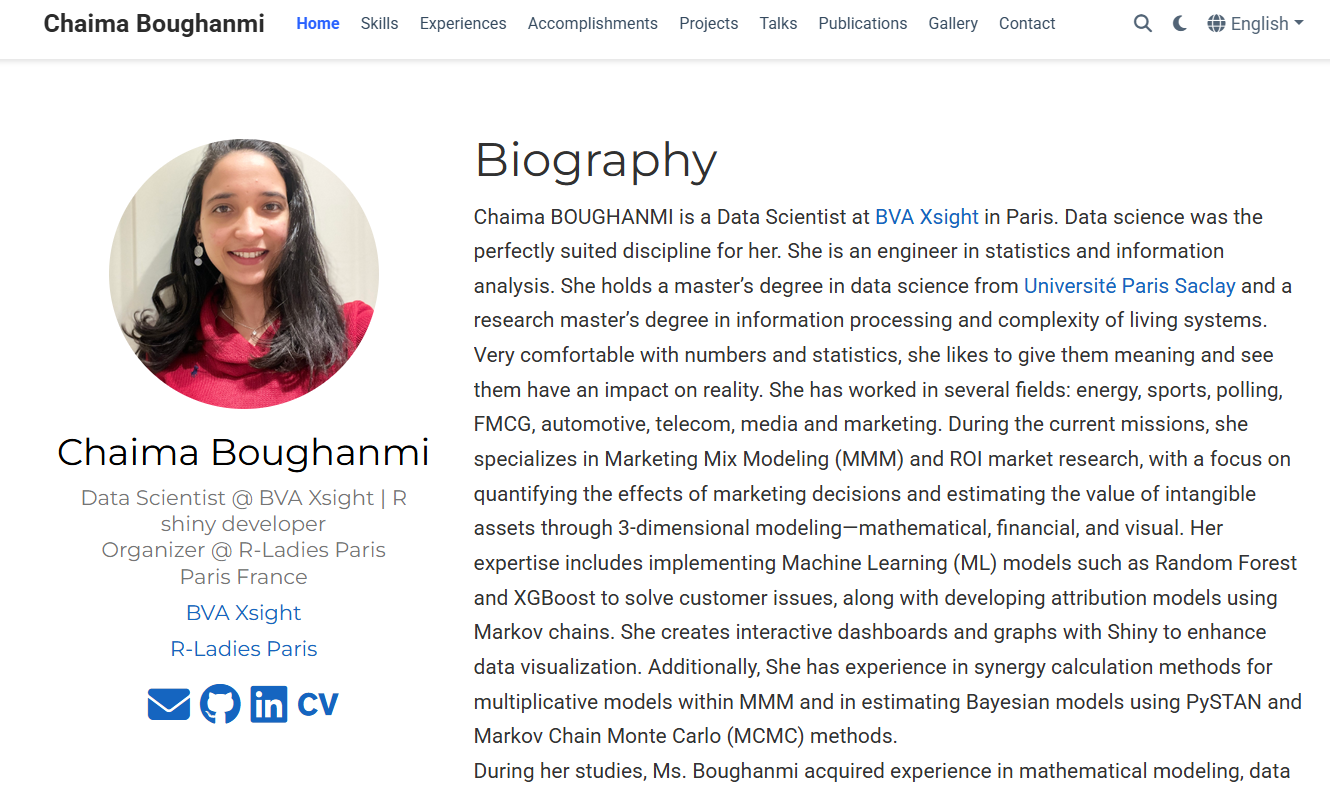 Chaima Boughanmi Home Skills Experiences Accomplishments Projects Talks Publications Gallery Contact English
Chaima Boughanmi
Data Scientist @ BVA Xsight | R
shiny developer
Organizer @ R-Ladies Paris
Paris France
BVA Xsight
R-Ladies Paris
CV
Biography
Chaima BOUGHANMI is a Data Scientist at BVA Xsight in Paris. Data science was the
perfectly suited discipline for her. She is an engineer in statistics and information
analysis. She holds a master’s degree in data science from Université Paris Saclay and a
research master’s degree in information processing and complexity of living systems.
Very comfortable with numbers and statistics, she likes to give them meaning and see
them have an impact on reality. She has worked in several fields: energy, sports, polling,
FMCG, automotive, telecom, media and marketing. During the current missions, she
specializes in Marketing Mix Modeling (MMM) and ROI market research, with a focus on
quantifying the effects of marketing decisions and estimating the value of intangible
assets through 3-dimensional modeling—mathematical, financial, and visual. Her
expertise includes implementing Machine Learning (ML) models such as Random Forest
and XGBoost to solve customer issues, along with developing attribution models using
Markov chains. She creates interactive dashboards and graphs with Shiny to enhance
data visualization. Additionally, She has experience in synergy calculation methods for
multiplicative models within MMM and in estimating Bayesian models using PySTAN and
Markov Chain Monte Carlo (MCMC) methods.
During her studies, Ms. Boughanmi acquired experience in mathematical modeling, data